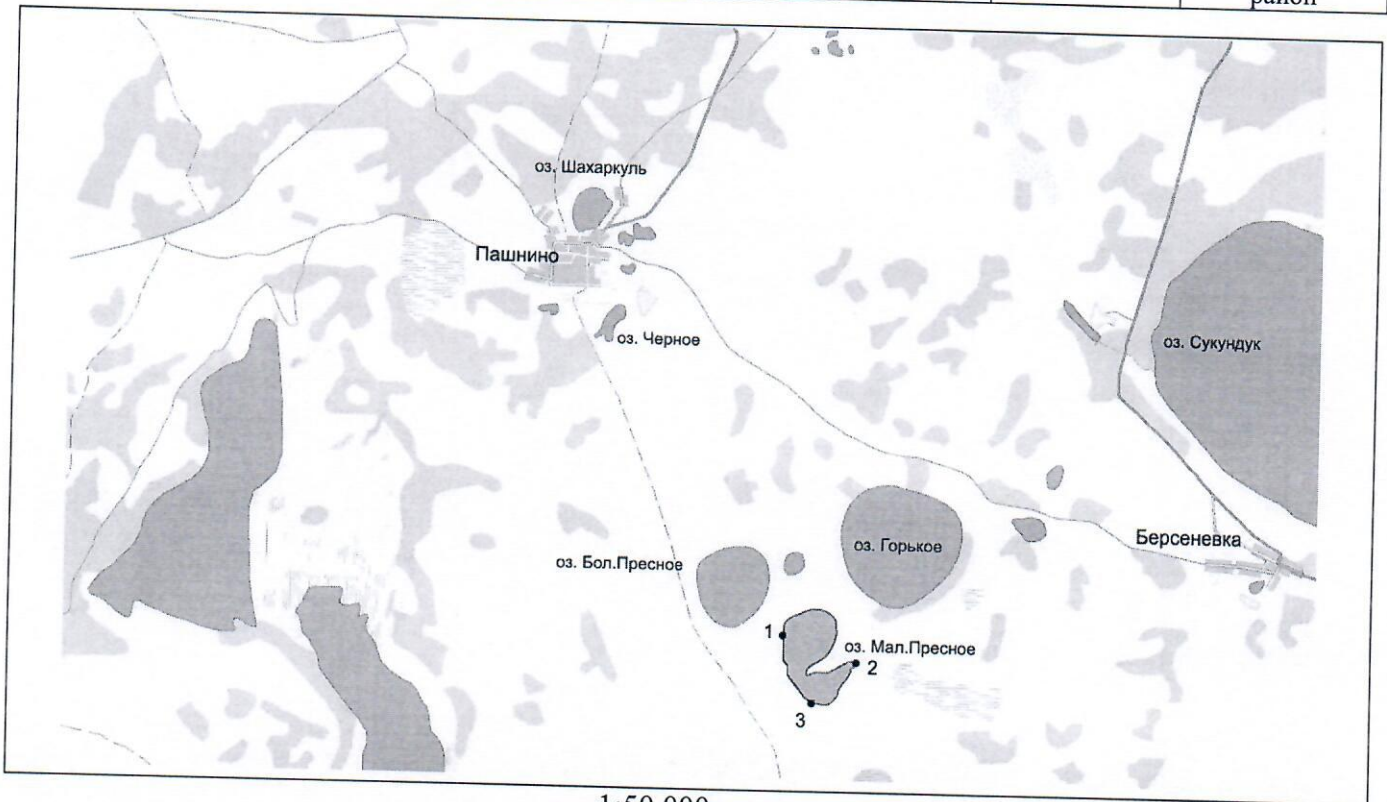 район
оз. Шахаркуль
Пашнино
оз. Черное
оз. Сукундук
оз. Горькое
Берсеневка
оз. Бол.Пресное
1
оз. Мал.Пресное
2
3
1:50 000